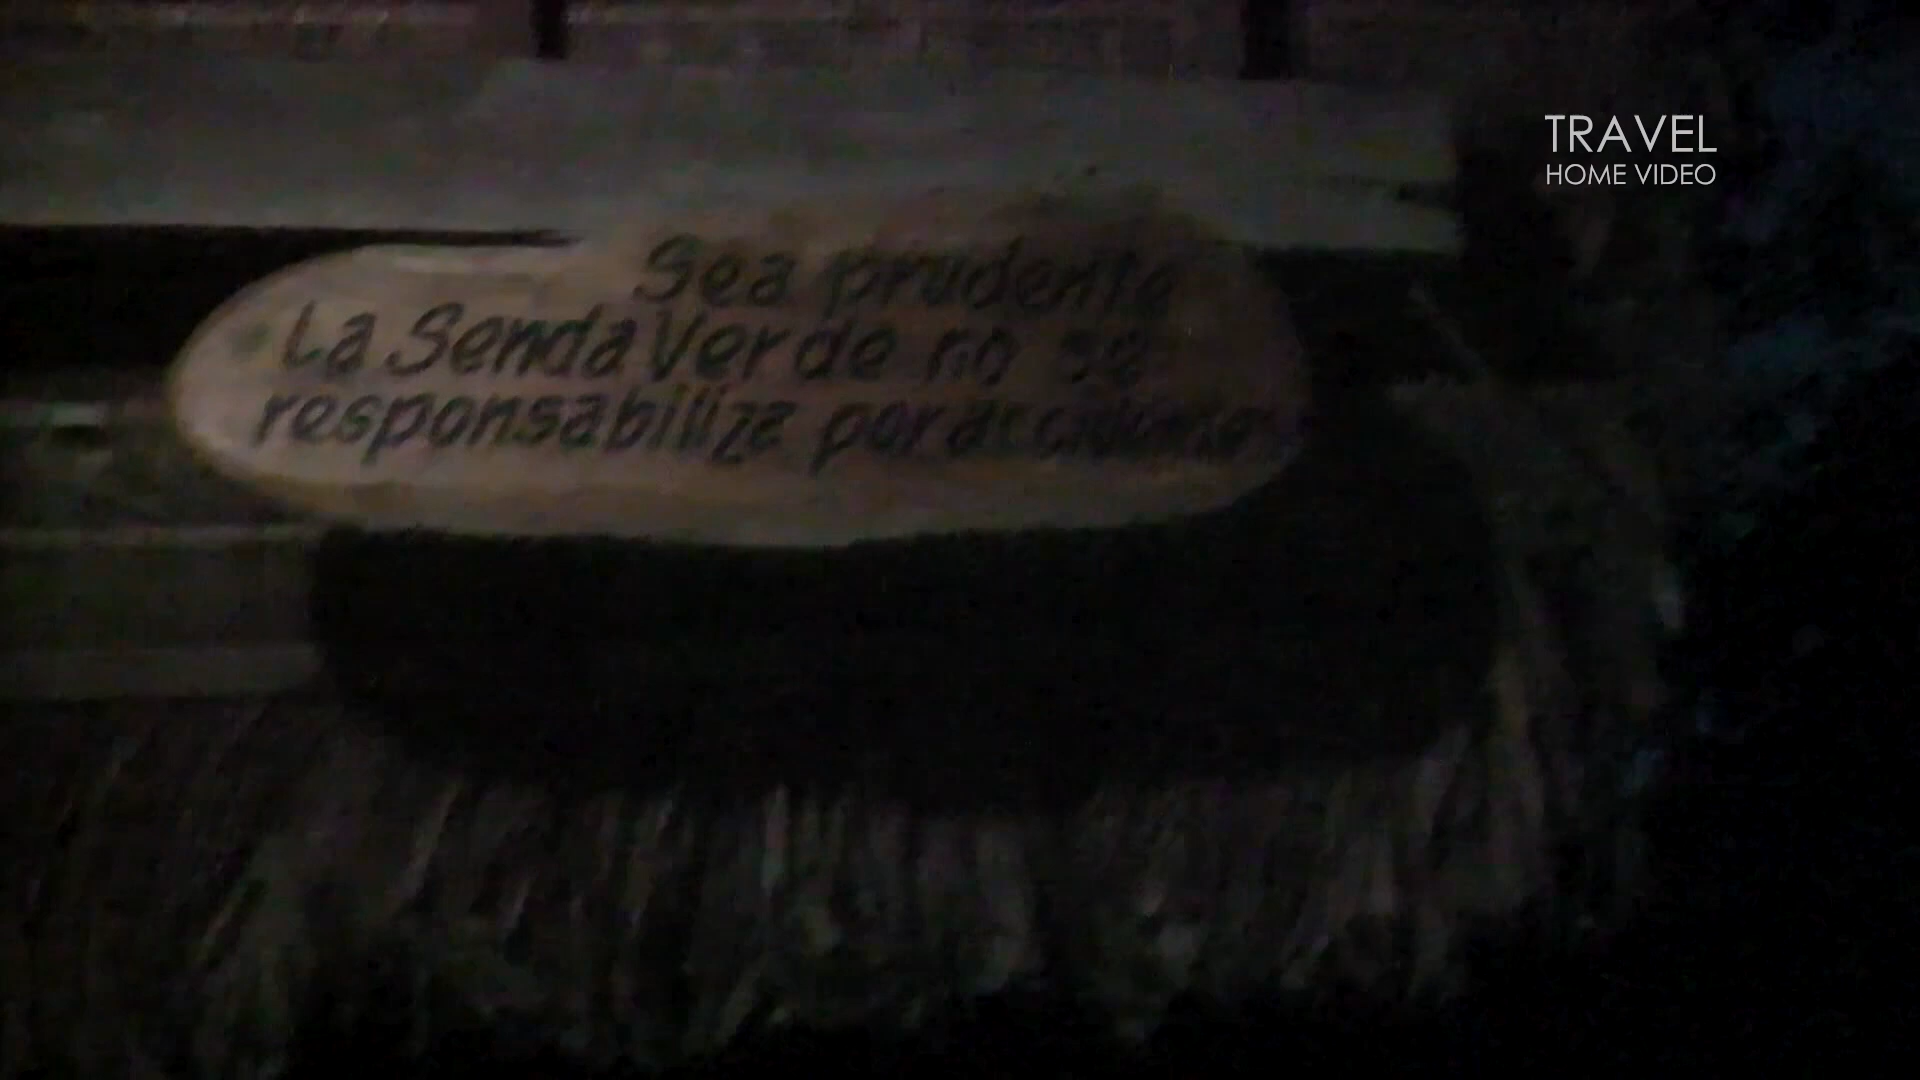 TRAVEL
HOME VIDEO
Sea prudente
La Senda Verde no se
responsabiliza por accidentes